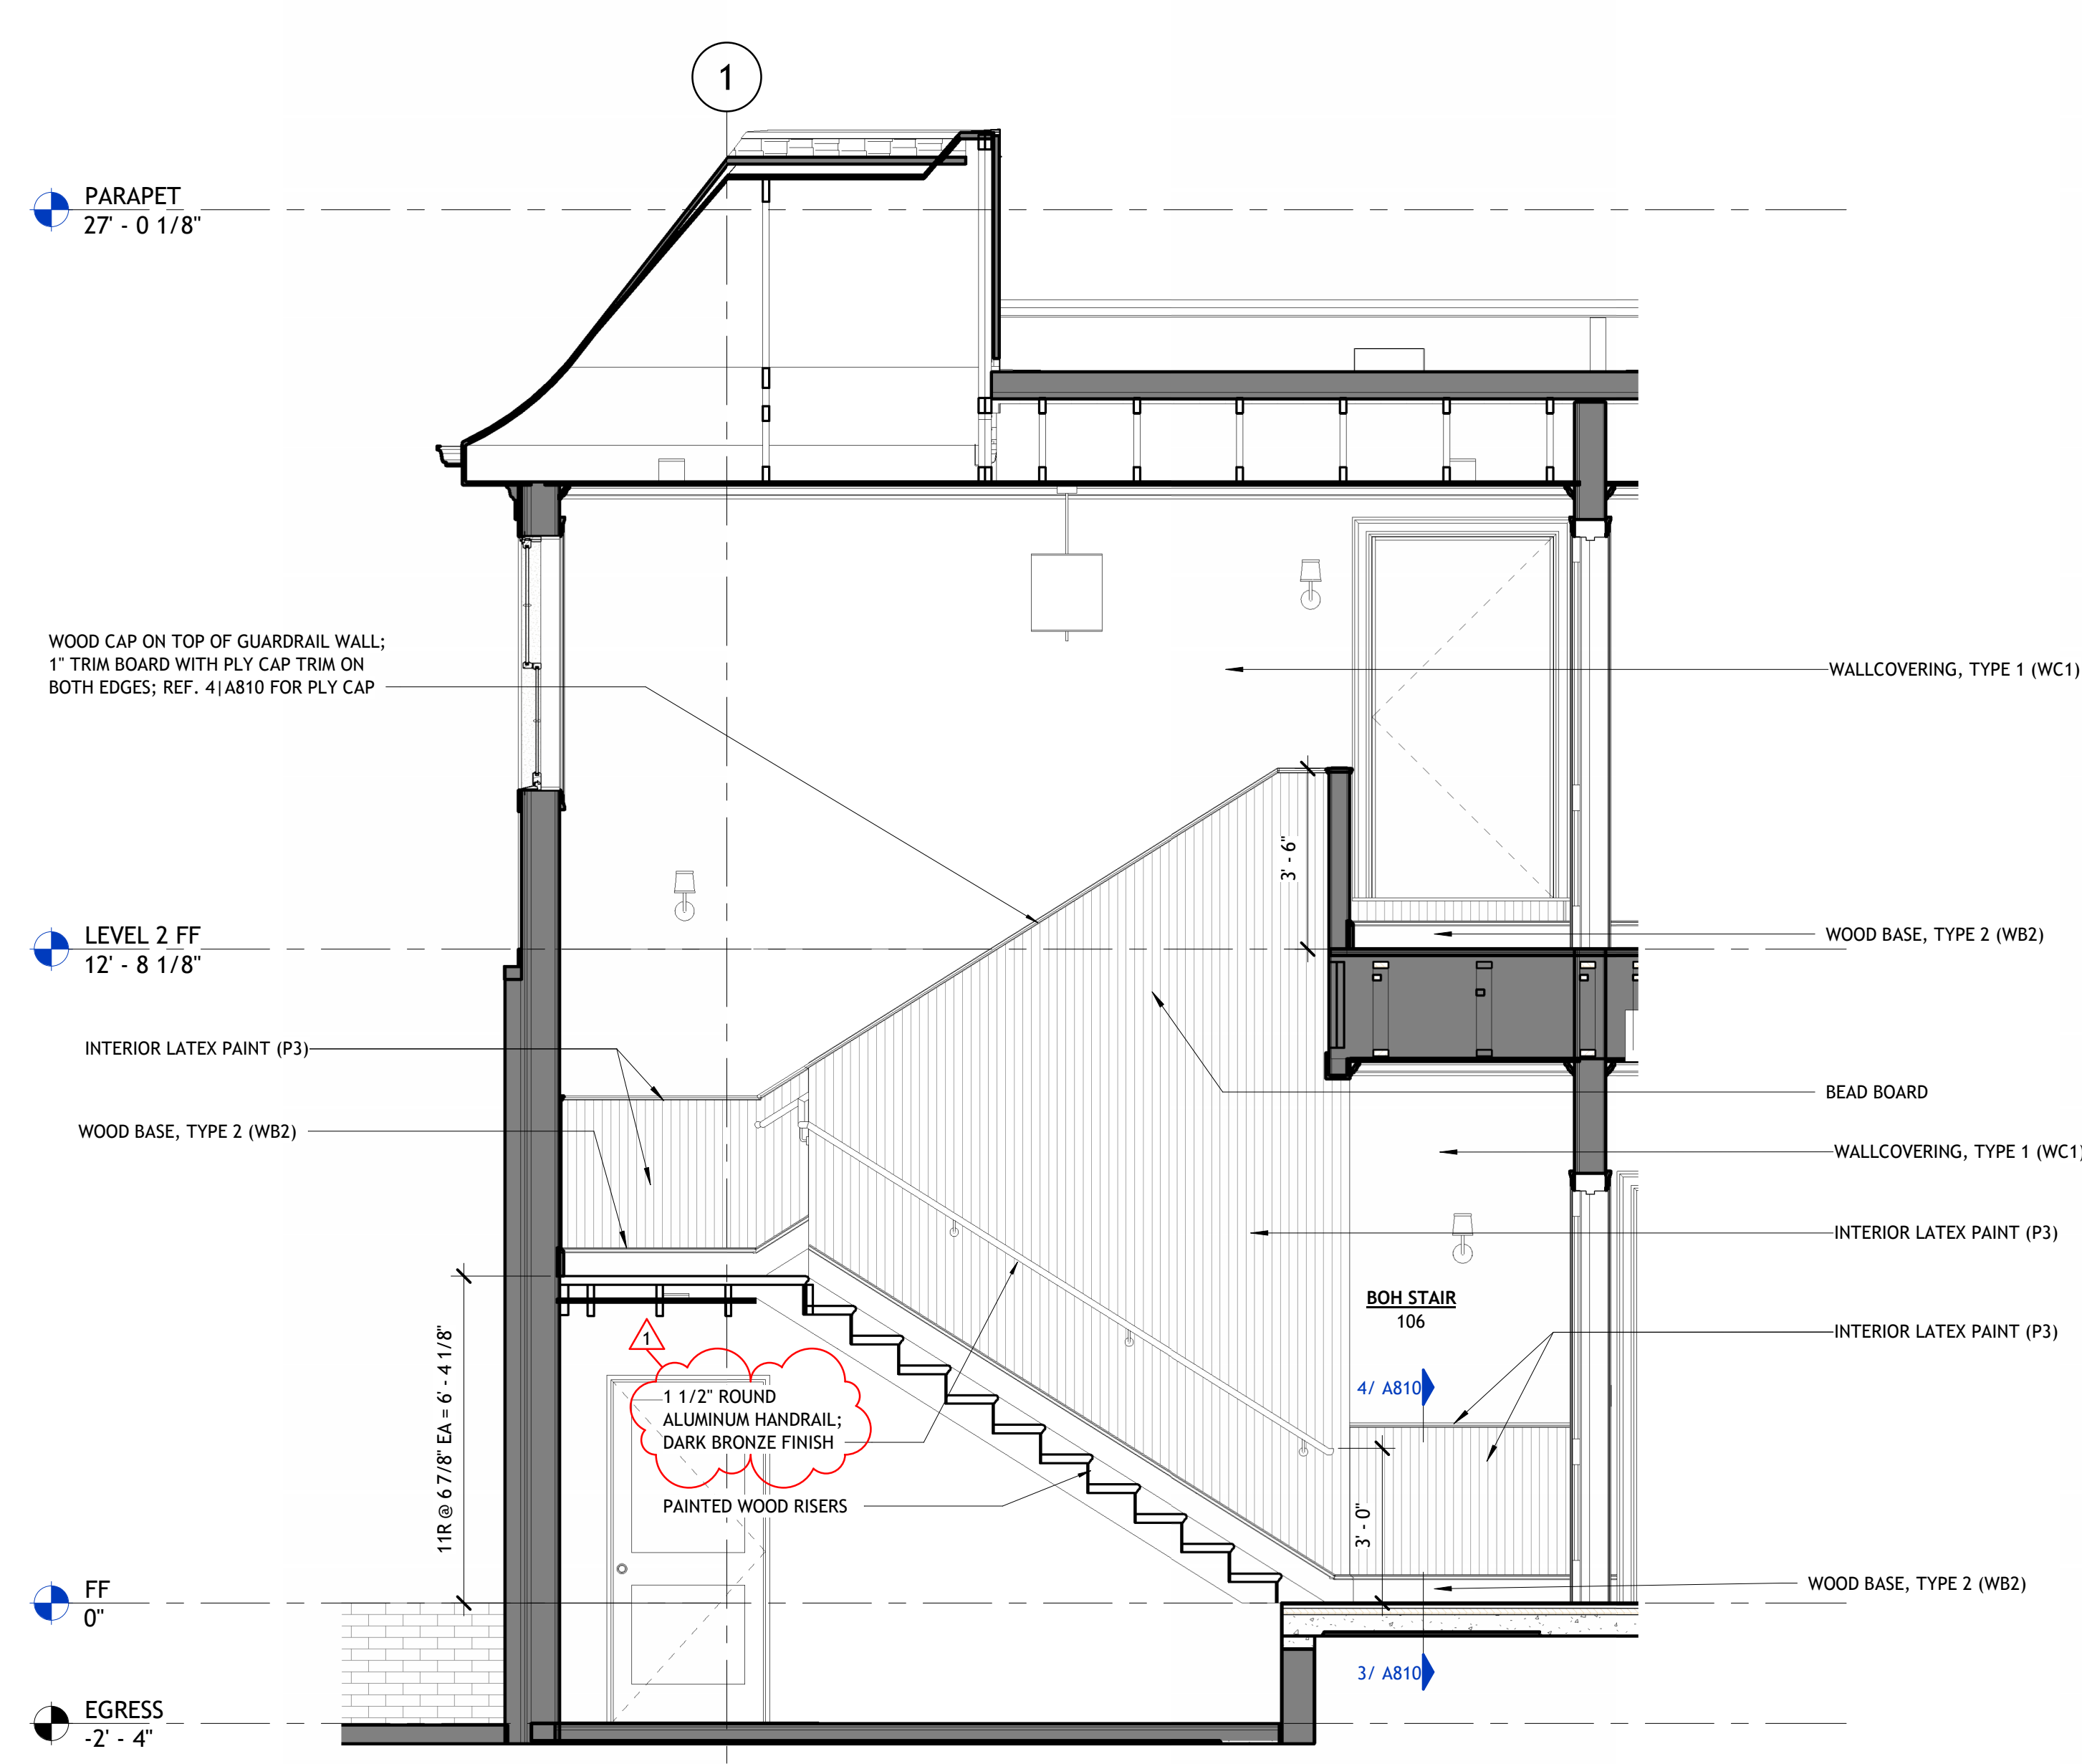 1
PARAPET
27' - 0 1/8"
WOOD CAP ON TOP OF GUARDRAIL WALL;
1" TRIM BOARD WITH PLY CAP TRIM ON
BOTH EDGES; REF. 4|A810 FOR PLY CAP
WALLCOVERING, TYPE 1 (WC1)
3' - 6"
LEVEL 2 FF
12' - 8 1/8"
WOOD BASE, TYPE 2 (WB2)
INTERIOR LATEX PAINT (P3)
BEAD BOARD
WOOD BASE, TYPE 2 (WB2)
WALLCOVERING, TYPE 1 (WC1)
INTERIOR LATEX PAINT (P3)
BOH STAIR
106
INTERIOR LATEX PAINT (P3)
11R @ 6 7/8" EA = 6' - 4 1/8"
1
1 1/2" ROUND
ALUMINUM HANDRAIL;
DARK BRONZE FINISH
4/ A810
PAINTED WOOD RISERS
3' - 0"
FF
0"
WOOD BASE, TYPE 2 (WB2)
3/ A810
EGRESS
-2' - 4"